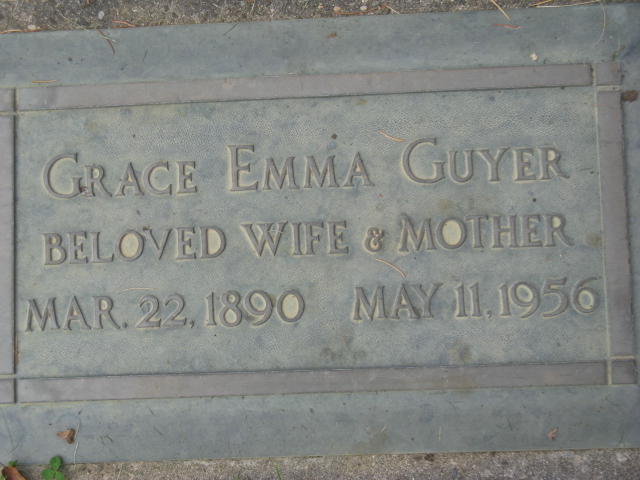 GRACE EMMA GUYER
BELOVED WIFE & MOTHER
MAR. 22, 1890 MAY 11, 1956